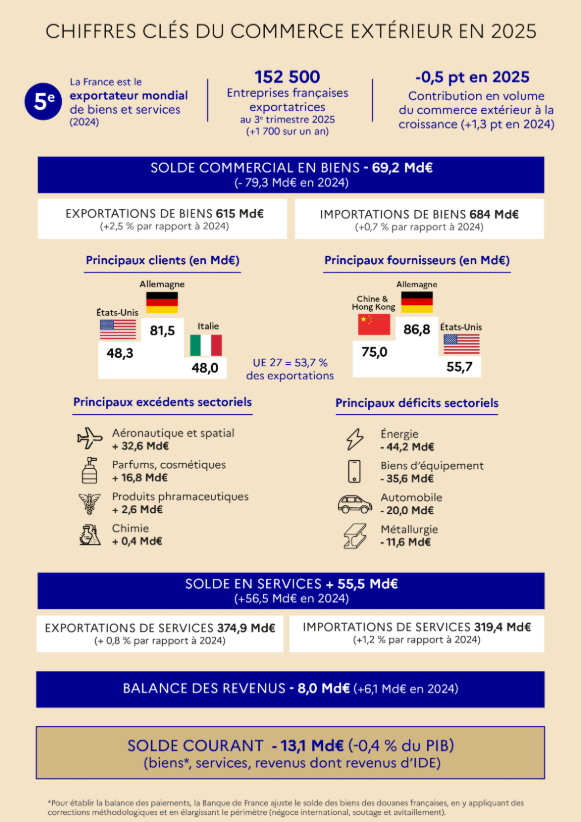 CHIFFRES CLÉS DU COMMERCE EXTÉRIEUR EN 2025
5e
La France est le
exportateur mondial
de biens et services
(2024)
152 500
Entreprises françaises
exportatrices
au 3e trimestre 2025
(+1 700 sur un an)
-0,5 pt en 2025
Contribution en volume
du commerce extérieur à la
croissance (+1,3 pt en 2024)
SOLDE COMMERCIAL EN BIENS - 69,2 Md€
(- 79,3 Md€ en 2024)
EXPORTATIONS DE BIENS 615 Md€
(+2,5 % par rapport à 2024)
IMPORTATIONS DE BIENS 684 Md€
(+0,7 % par rapport à 2024)
Principaux clients (en Md€)
Allemagne
81,5
États-Unis
48,3
Italie
48,0
UE 27 = 53,7 %
des exportations
Principaux fournisseurs (en Md€)
Allemagne
86,8
Chine &
Hong Kong
75,0
États-Unis
55,7
Principaux excédents sectoriels
Aéronautique et spatial
+ 32,6 Md€
Parfums, cosmétiques
+ 16,8 Md€
Produits phramaceutiques
+ 2,6 Md€
Chimie
+ 0,4 Md€
Principaux déficits sectoriels
Énergie
- 44,2 Md€
Biens d'équipement
- 35,6 Md€
Automobile
- 20,0 Md€
Métallurgie
- 11,6 Md€
SOLDE EN SERVICES + 55,5 Md€
(+56,5 Md€ en 2024)
EXPORTATIONS DE SERVICES 374,9 Md€
(+ 0,8 % par rapport à 2024)
IMPORTATIONS DE SERVICES 319,4 Md€
(+1,2 % par rapport à 2024)
BALANCE DES REVENUS - 8,0 Md€ (+6,1 Md€ en 2024)
SOLDE COURANT - 13,1 Md€ (-0,4 % du PIB)
(biens*, services, revenus dont revenus d'IDE)
*Pour établir la balance des paiements, la Banque de France ajuste le solde des biens des douanes françaises, en y appliquant des
corrections méthodologiques et en élargissant le périmètre (négoce international, soutage et avitaillement).